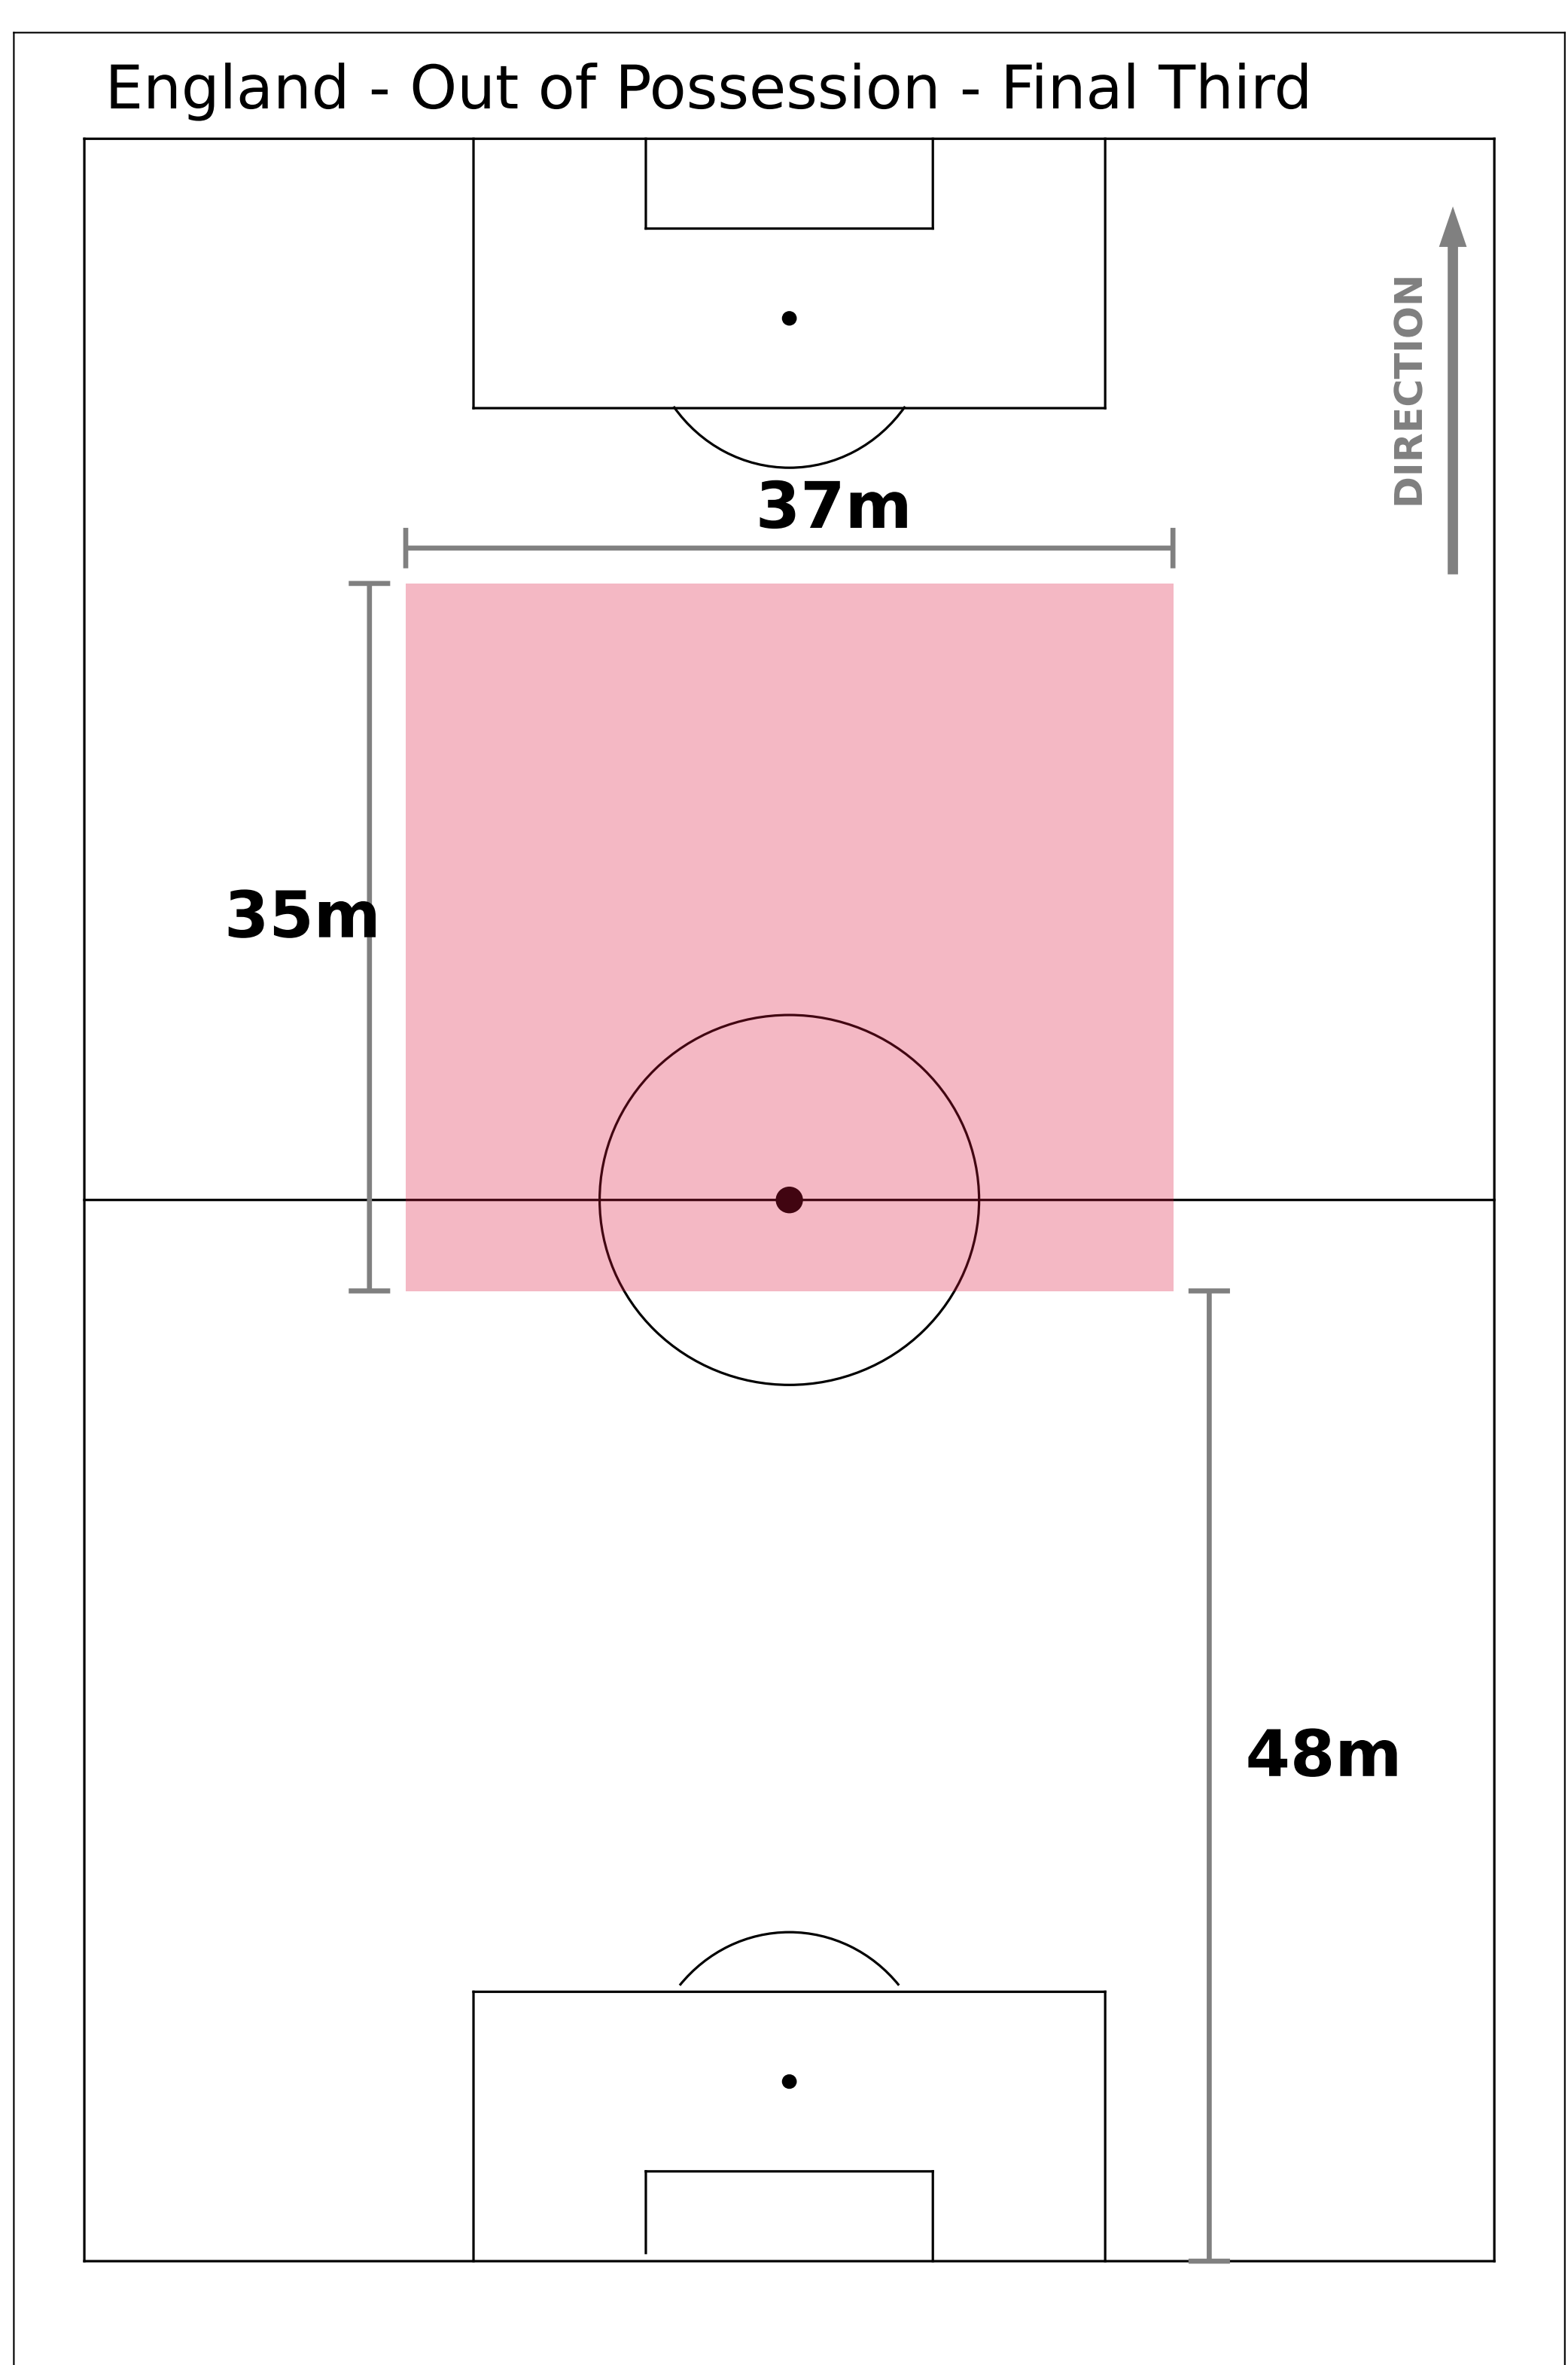 England - Out of Possession - Final Third
DIRECTION
37m
35m
48m